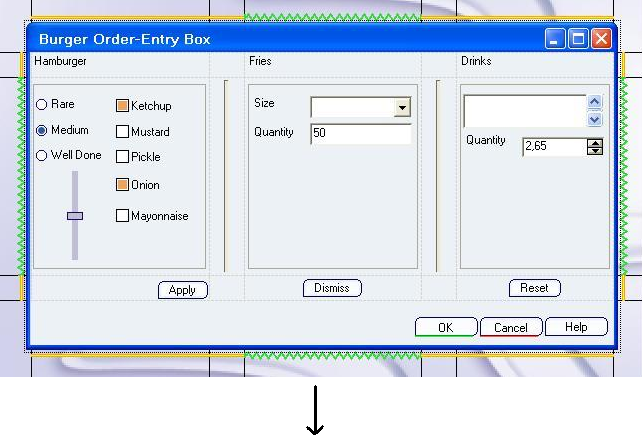 Burger Order-Entry Box
Hamburger Fries Drinks
Rare Ketchup Size
Medium Mustard Quantity 50
Quantity 2,65
Well Done Pickle
Onion
Mayonnaise
Apply Dismiss Reset
OK Cancel Help